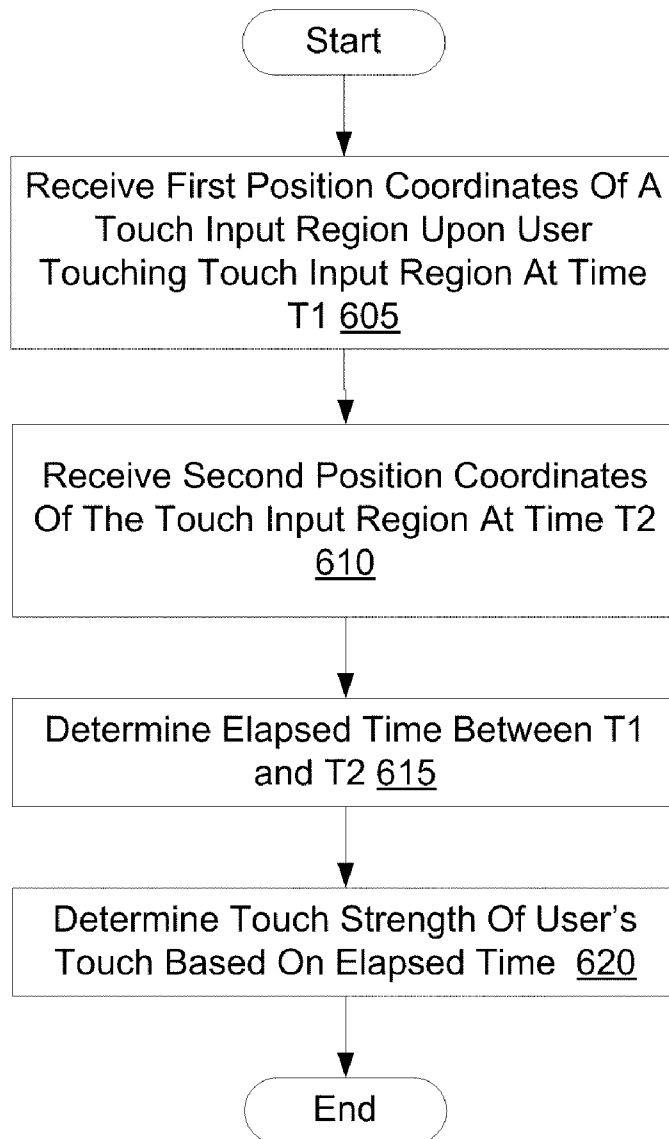 Start
Receive First Position Coordinates Of A
Touch Input Region Upon User
Touching Touch Input Region At Time
T1 605
Receive Second Position Coordinates
Of The Touch Input Region At Time T2
610
Determine Elapsed Time Between T1
and T2 615
Determine Touch Strength Of User's
Touch Based On Elapsed Time 620
End